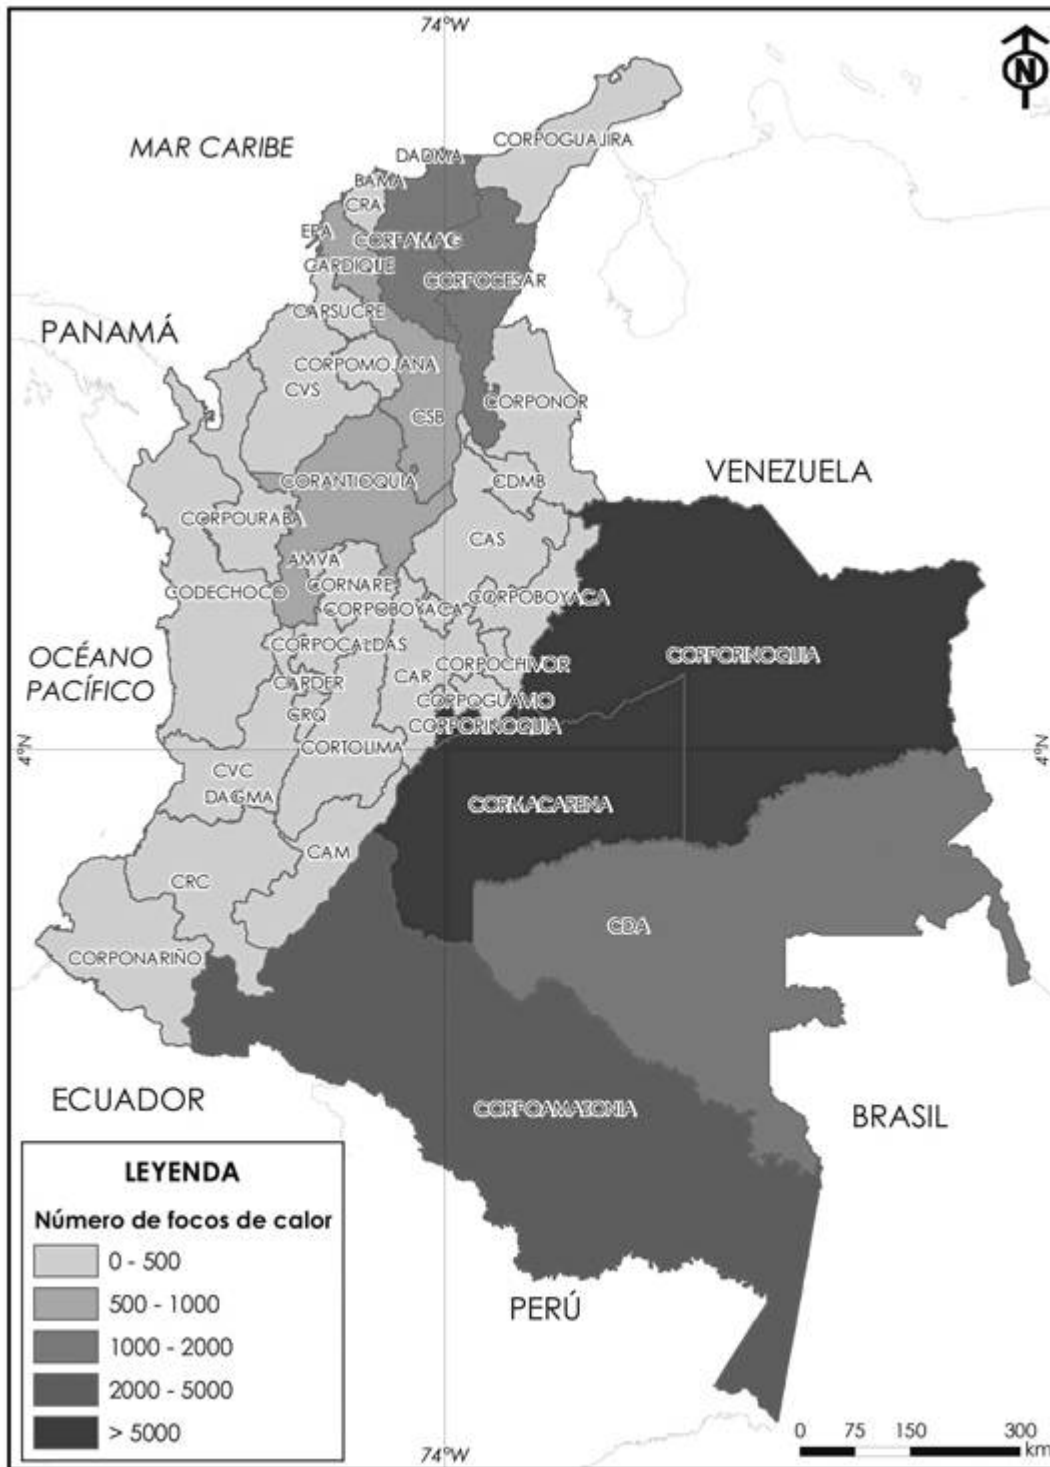 74°W
N
MAR CARIBE
CORPOGUAJIRA
DADMA
BAMA
CRA
EPA
CORPAMAG
CARDIQUE
CORPOCESAR
CARSUCRE
PANAMÁ
CORPOMOJANA
CVS
CORPONOR
CSB
VENEZUELA
CORANTIOQUIA
CDMB
CORPOURABA
CAS
AMVA
CORNARE
CODECHOCO
CORPOBOYACA
CORPOBOYACA
OCÉANO
PACÍFICO
CORPOCALDAS
CORPORINOQUIA
CAR
CORPOCHIVOR
CARDER
CORPOGUAVIO
CRQ
CORPORINOQUIA
CORTOLIMA
4°N
4°N
CVC
DAGMA
CORMACARENA
CAM
CRC
CDA
CORPONARIÑO
ECUADOR
CORPOAMAZONIA
BRASIL
LEYENDA
Número de focos de calor
0 - 500
500 - 1000
1000 - 2000
2000 - 5000
> 5000
PERÚ
0 75 150 300
km
74°W